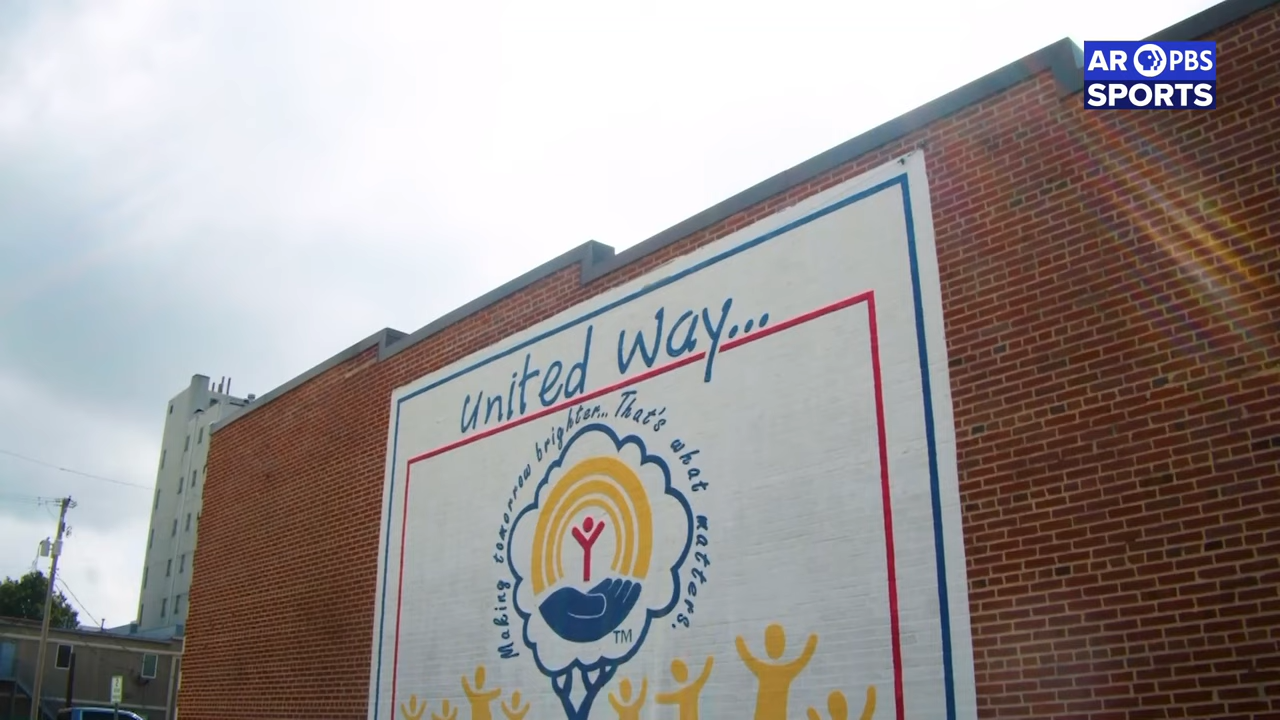 AR PBS
SPORTS
United Way...
Making tomorrow brighter... That's what matters.
TM